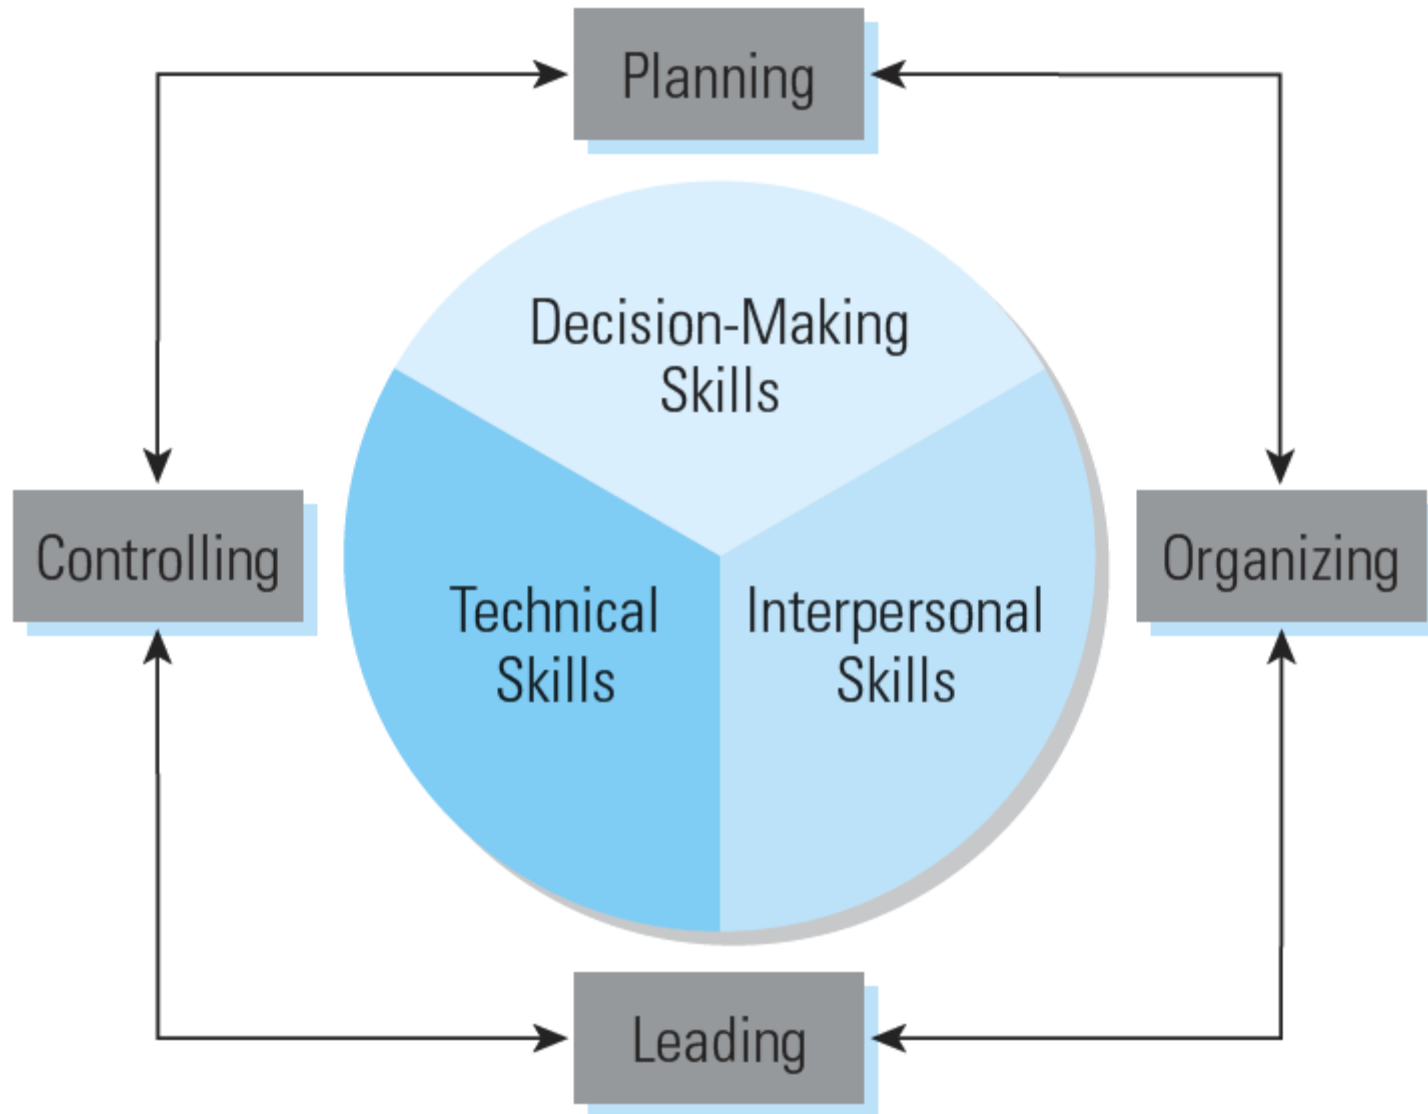 Planning
Decision-Making
Skills
Controlling
Organizing
Technical
Skills
Interpersonal
Skills
Leading